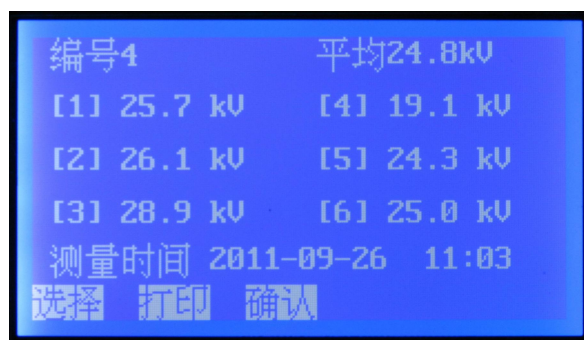 编号4 平均24.8kV
[1] 25.7 kV [4] 19.1 kV
[2] 26.1 kV [5] 24.3 kV
[3] 28.9 kV [6] 25.0 kV
测量时间 2011-09-26 11:03
选择 打印 确认